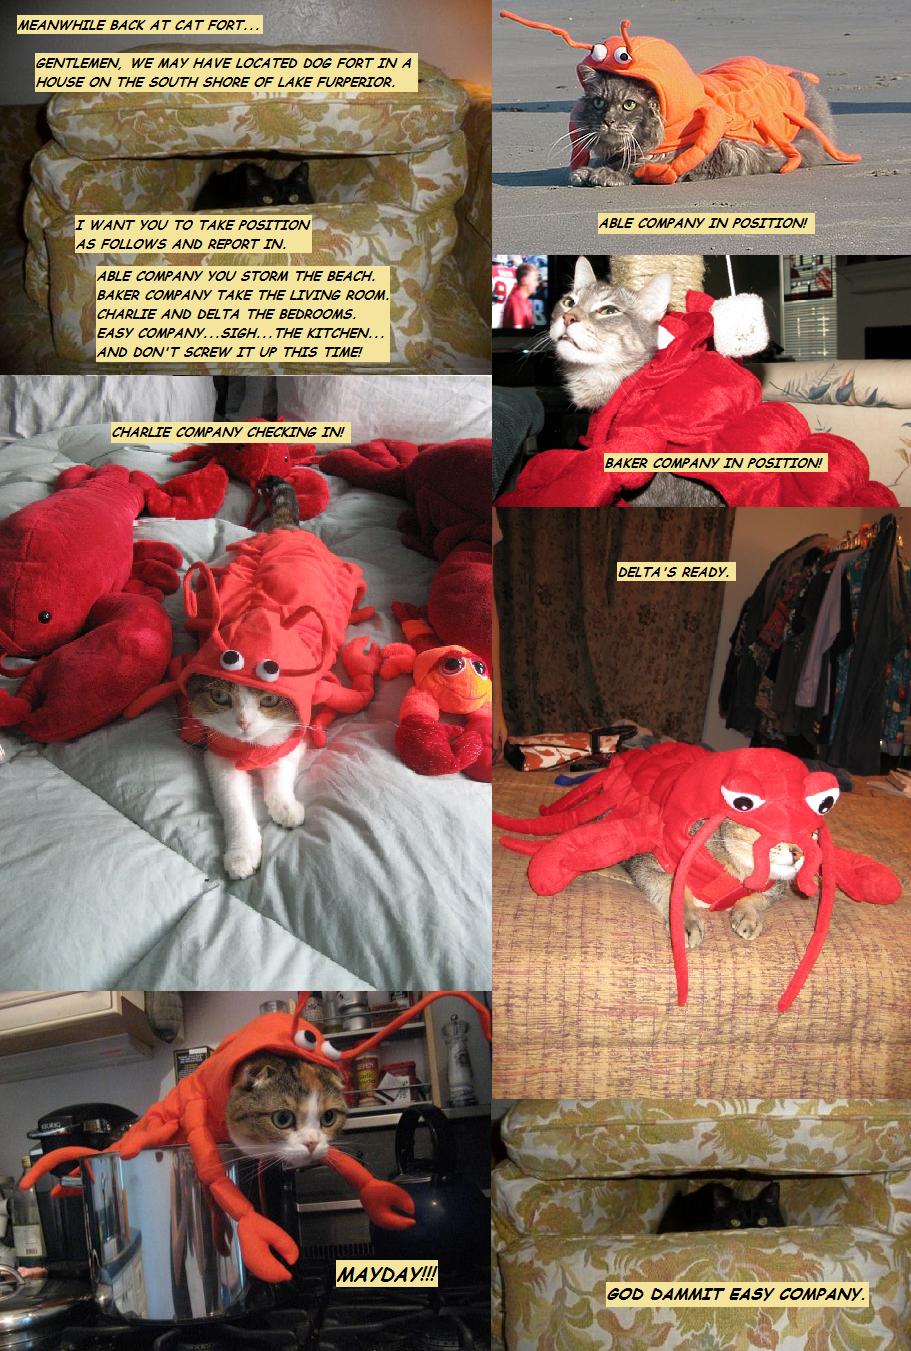 MEANWHILE BACK AT CAT FORT...
GENTLEMEN, WE MAY HAVE LOCATED DOG FORT IN A
HOUSE ON THE SOUTH SHORE OF LAKE FURPERIOR.
I WANT YOU TO TAKE POSITION
AS FOLLOWS AND REPORT IN.
ABLE COMPANY YOU STORM THE BEACH.
BAKER COMPANY TAKE THE LIVING ROOM.
CHARLIE AND DELTA THE BEDROOMS.
EASY COMPANY...SIGH...THE KITCHEN...
AND DON'T SCREW IT UP THIS TIME!
ABLE COMPANY IN POSITION!
BAKER COMPANY IN POSITION!
CHARLIE COMPANY CHECKING IN!
DELTA'S READY.
KEURIG
MAYDAY!!!
GOD DAMMIT EASY COMPANY.